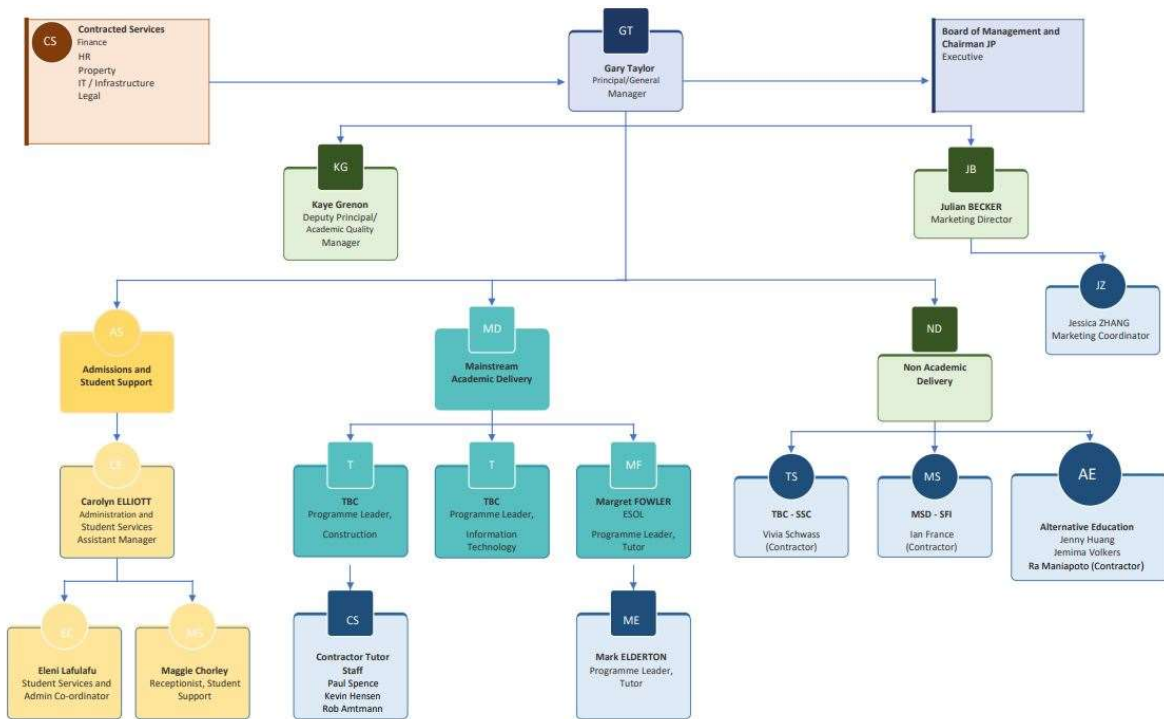 CS
Contracted Services
Finance
HR
Property
IT / Infrastructure
Legal
GT
Gary Taylor
Principal/General
Manager
Board of Management and
Chairman JP
Executive
KG
Kaye Grenon
Deputy Principal/
Academic Quality
Manager
JB
Julian BECKER
Marketing Director
JZ
Jessica ZHANG
Marketing Coordinator
AS
Admissions and
Student Support
MD
Mainstream
Academic Delivery
ND
Non Academic
Delivery
CE
Carolyn ELLIOTT
Administration and
Student Services
Assistant Manager
T
TBC
Programme Leader,
Construction
T
TBC
Programme Leader,
Information
Technology
MF
Margret FOWLER
ESOL
Programme Leader,
Tutor
TS
TBC - SSC
Vivia Schwass
(Contractor)
MS
MSD - SFI
Ian France
(Contractor)
AE
Alternative Education
Jenny Huang
Jemima Volkers
Ra Maniapoto (Contractor)
Eleni Lafulafu
Student Services and
Admin Co-ordinator
Maggie Chorley
Receptionist, Student
Support
CS
Contractor Tutor
Staff
Paul Spence
Kevin Hensen
Rob Amtmann
ME
Mark ELDERTON
Programme Leader,
Tutor